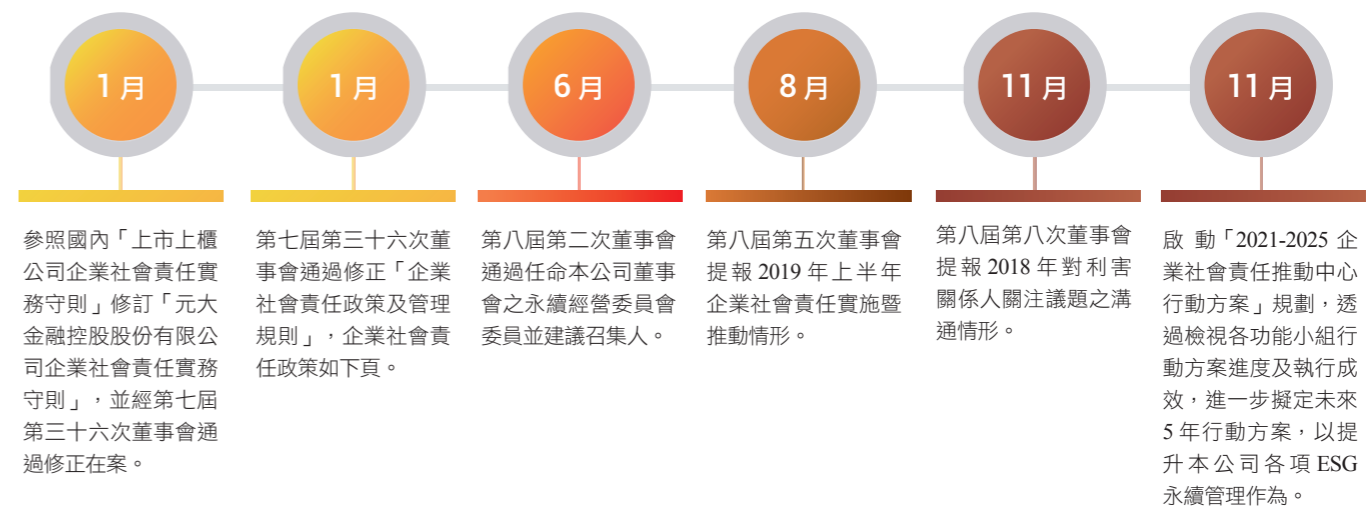 1月
參照國內「上市上櫃
公司企業社會責任實
務守則」修訂「元大
金融控股股份有限公
司企業社會責任實務
守則」，並經第七屆
第三十六次董事會通
過修正在案。
1月
第七屆第三十六次董
事會通過修正「企業
社會責任政策及管理
規則」，企業社會責
任政策如下頁。
6月
第八屆第二次董事會
通過任命本公司董事
會之永續經營委員會
委員並建議召集人。
8月
第八屆第五次董事會
提報 2019 年上半年
企業社會責任實施暨
推動情形。
11月
第八屆第八次董事會
提報 2018 年對利害
關係人關注議題之溝
通情形。
11月
啟動「2021-2025 企
業社會責任推動中心
行動方案」規劃，透
過檢視各功能小組行
動方案進度及執行成
效，進一步擬定未來
5 年行動方案，以提
升本公司各項 ESG
永續管理作為。